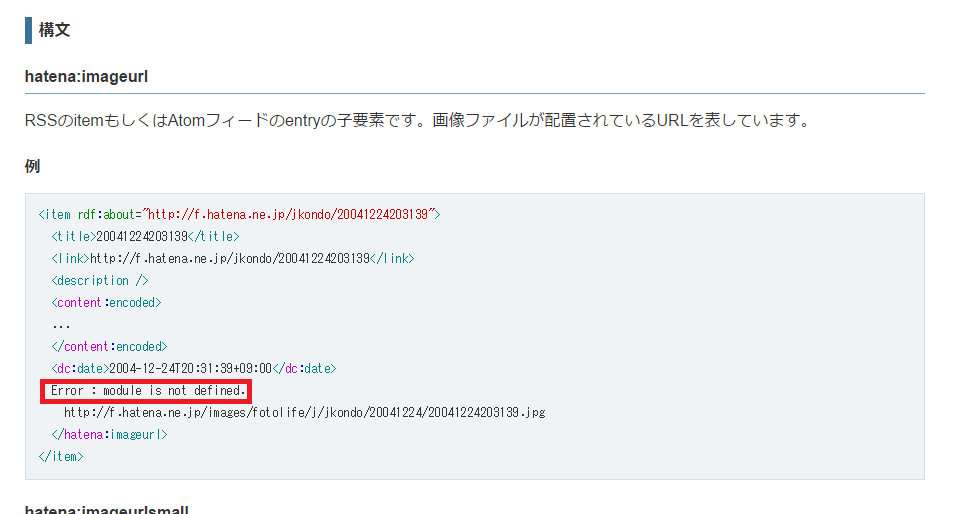 構文
hatena:imageurl
RSSのitemもしくはAtomフィードのentryの子要素です。画像ファイルが配置されているURLを表しています。
例
<item rdf:about="http://f.hatena.ne.jp/jkondo/20041224203139">
<title>20041224203139</title>
<link>http://f.hatena.ne.jp/jkondo/20041224203139</link>
<description />
<content:encoded>
...
</content:encoded>
<dc:date>2004-12-24T20:31:39+09:00</dc:date>
Error : module is not defined.
http://f.hatena.ne.jp/images/fotolife/j/jkondo/20041224/20041224203139.jpg
</hatena:imageurl>
</item>
hatena:imageurlsmall